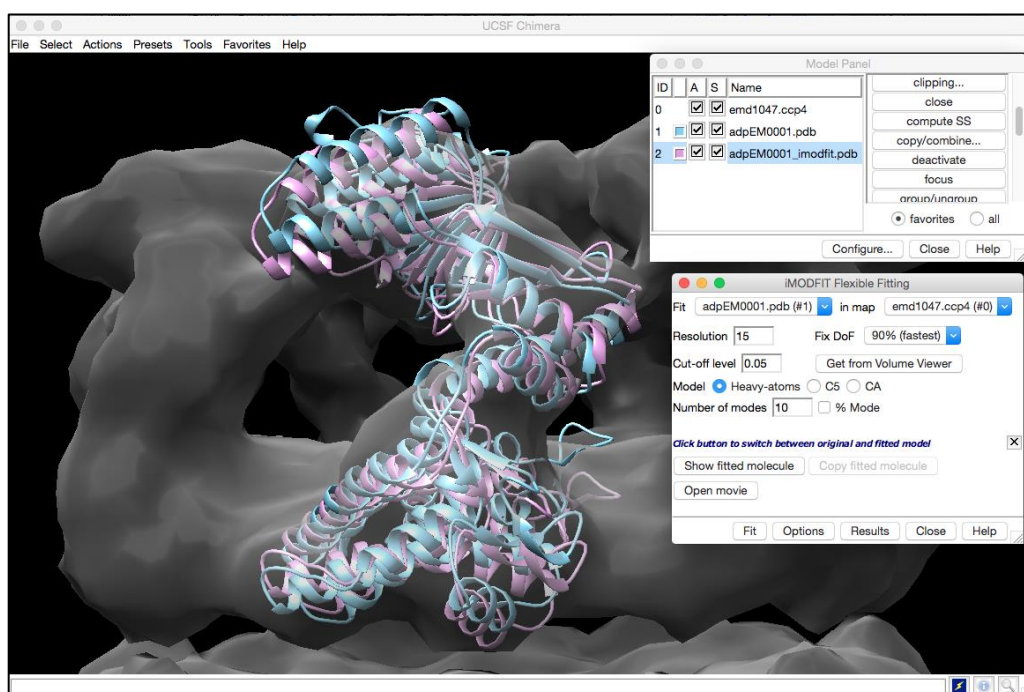 UCSF Chimera
File Select Actions Presets Tools Favorites Help
Model Panel
ID A S Name
0 emd1047.ccp4
1 adpEM0001.pdb
2 adpEM0001_imodfit.pdb
clipping...
close
compute SS
copy/combine...
deactivate
focus
group/ungroup
favorites all
Configure... Close Help
iMODFIT Flexible Fitting
Fit adpEM0001.pdb (#1) in map emd1047.ccp4 (#0)
Resolution 15 Fix DoF 90% (fastest)
Cut-off level 0.05 Get from Volume Viewer
Model Heavy-atoms C5 CA
Number of modes 10 % Mode
Click button to switch between original and fitted model
Show fitted molecule Copy fitted molecule
Open movie
Fit Options Results Close Help